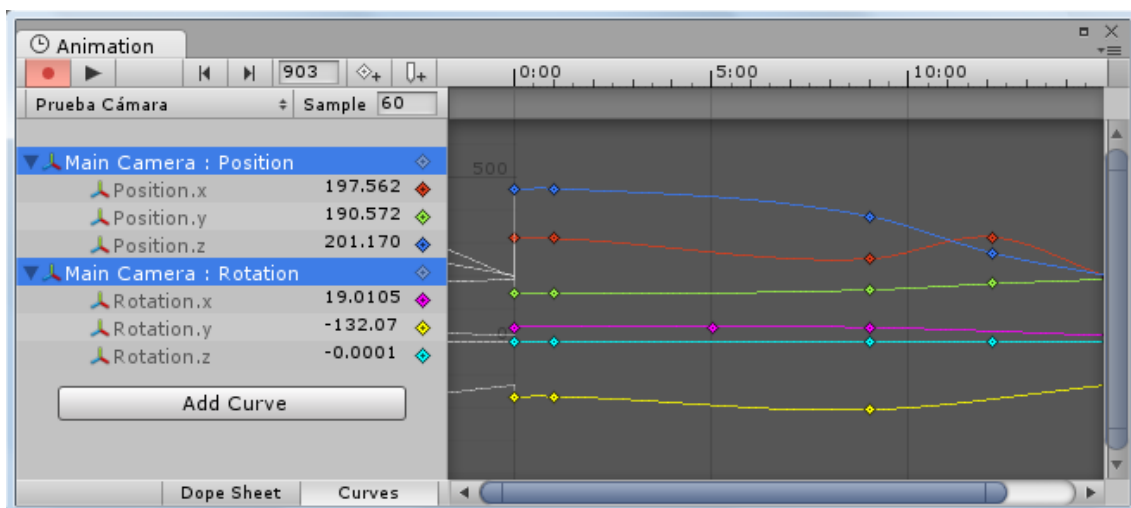 Animation
903 0:00 5:00 10:00
Prueba Cámara Sample 60
Main Camera : Position
500
Position.x 197.562
Position.y 190.572
Position.z 201.170
Main Camera : Rotation
Rotation.x 19.0105
Rotation.y -132.07 0
Rotation.z -0.0001
Add Curve
Dope Sheet Curves